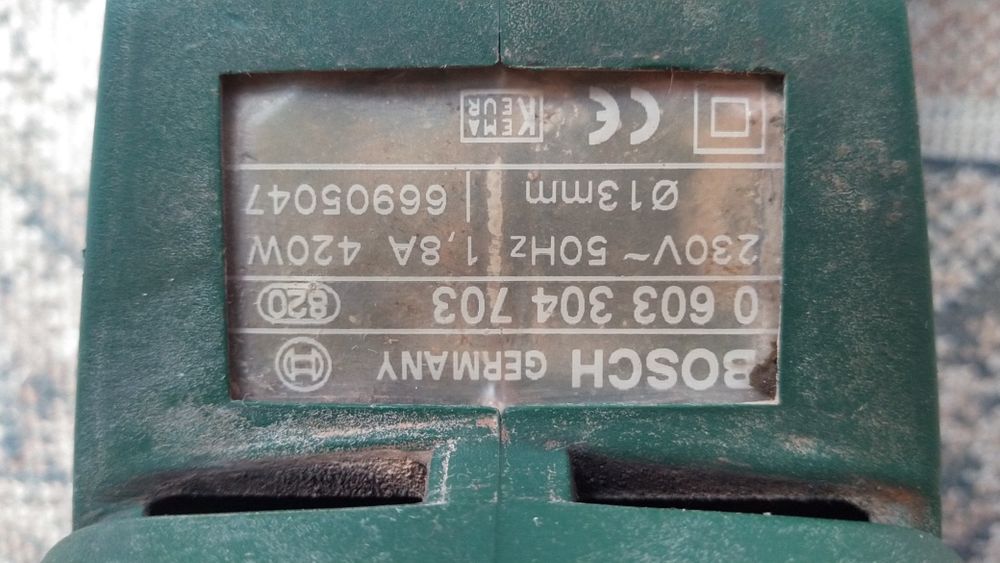 BOSCH GERMANY
0 603 304 703 820
230V~ 50Hz 1,8A 420W
Ø13mm 66905047
CE KEMA KEUR